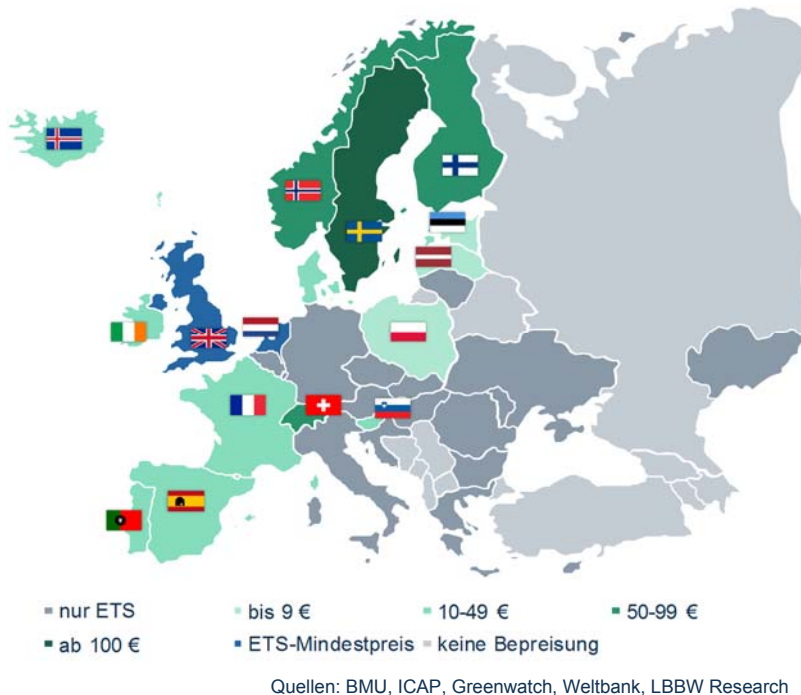 nur ETS bis 9 € 10-49 € 50-99 €
ab 100 € ETS-Mindestpreis keine Bepreisung
Quellen: BMU, ICAP, Greenwatch, Weltbank, LBBW Research